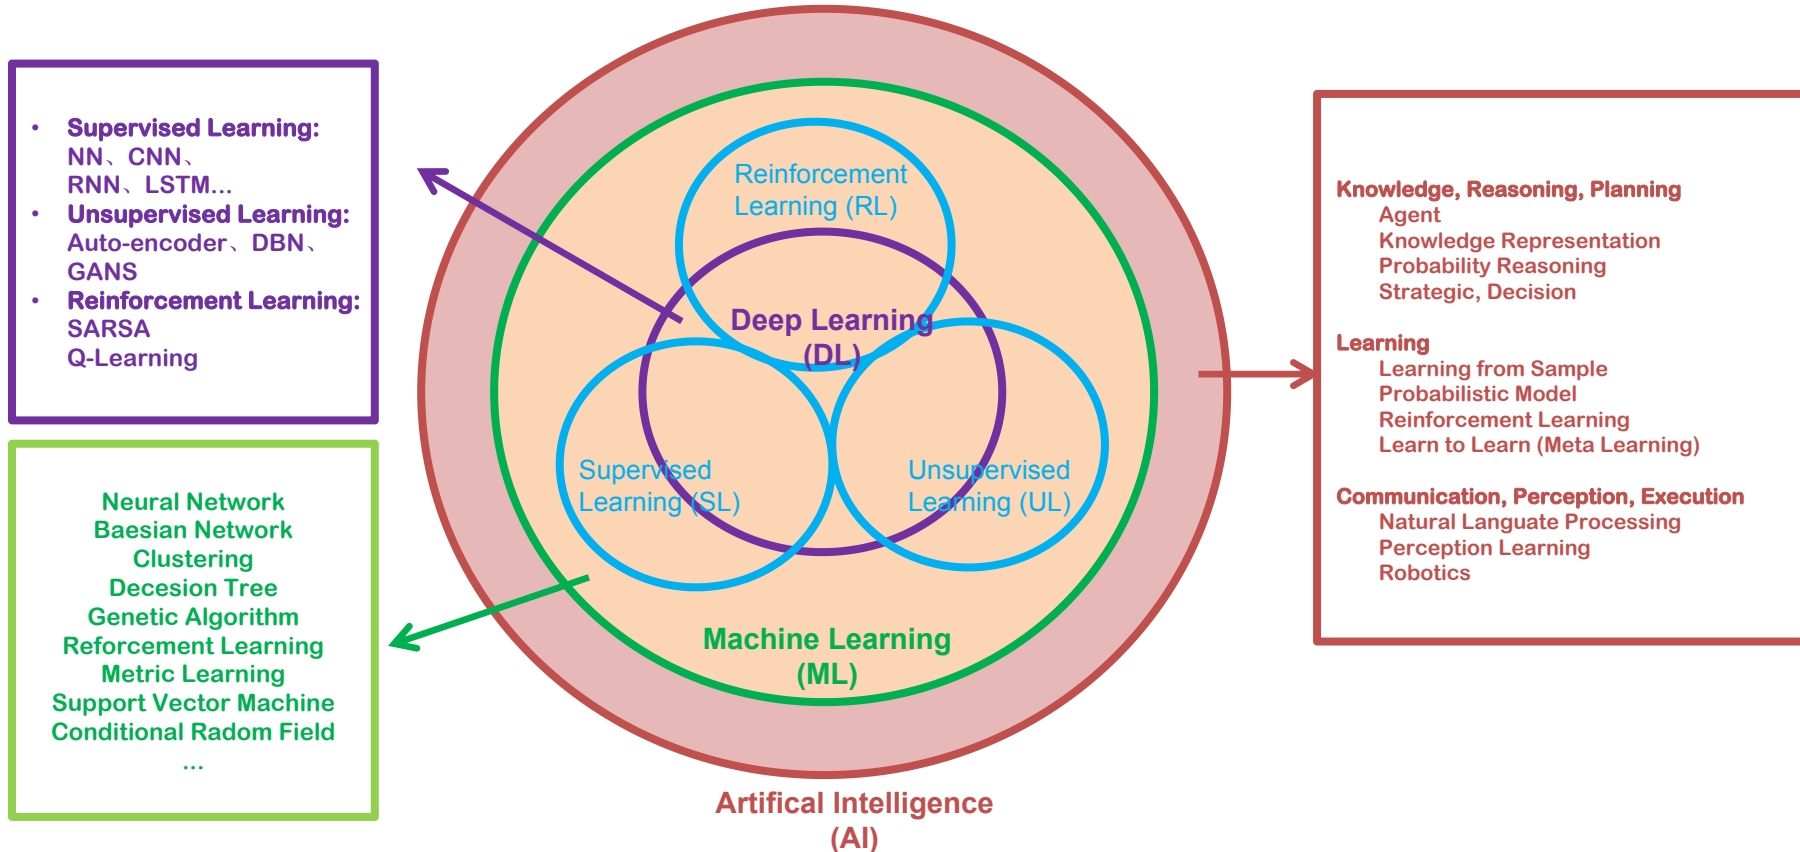 • Supervised Learning:
NN、CNN、
RNN、LSTM...
• Unsupervised Learning:
Auto-encoder、DBN、
GANS
• Reinforcement Learning:
SARSA
Q-Learning
Neural Network
Baesian Network
Clustering
Decesion Tree
Genetic Algorithm
Reforcement Learning
Metric Learning
Support Vector Machine
Conditional Radom Field
...
Reinforcement
Learning (RL)
Deep Learning
(DL)
Supervised
Learning (SL)
Unsupervised
Learning (UL)
Machine Learning
(ML)
Artifical Intelligence
(AI)
Knowledge, Reasoning, Planning
Agent
Knowledge Representation
Probability Reasoning
Strategic, Decision
Learning
Learning from Sample
Probabilistic Model
Reinforcement Learning
Learn to Learn (Meta Learning)
Communication, Perception, Execution
Natural Languate Processing
Perception Learning
Robotics